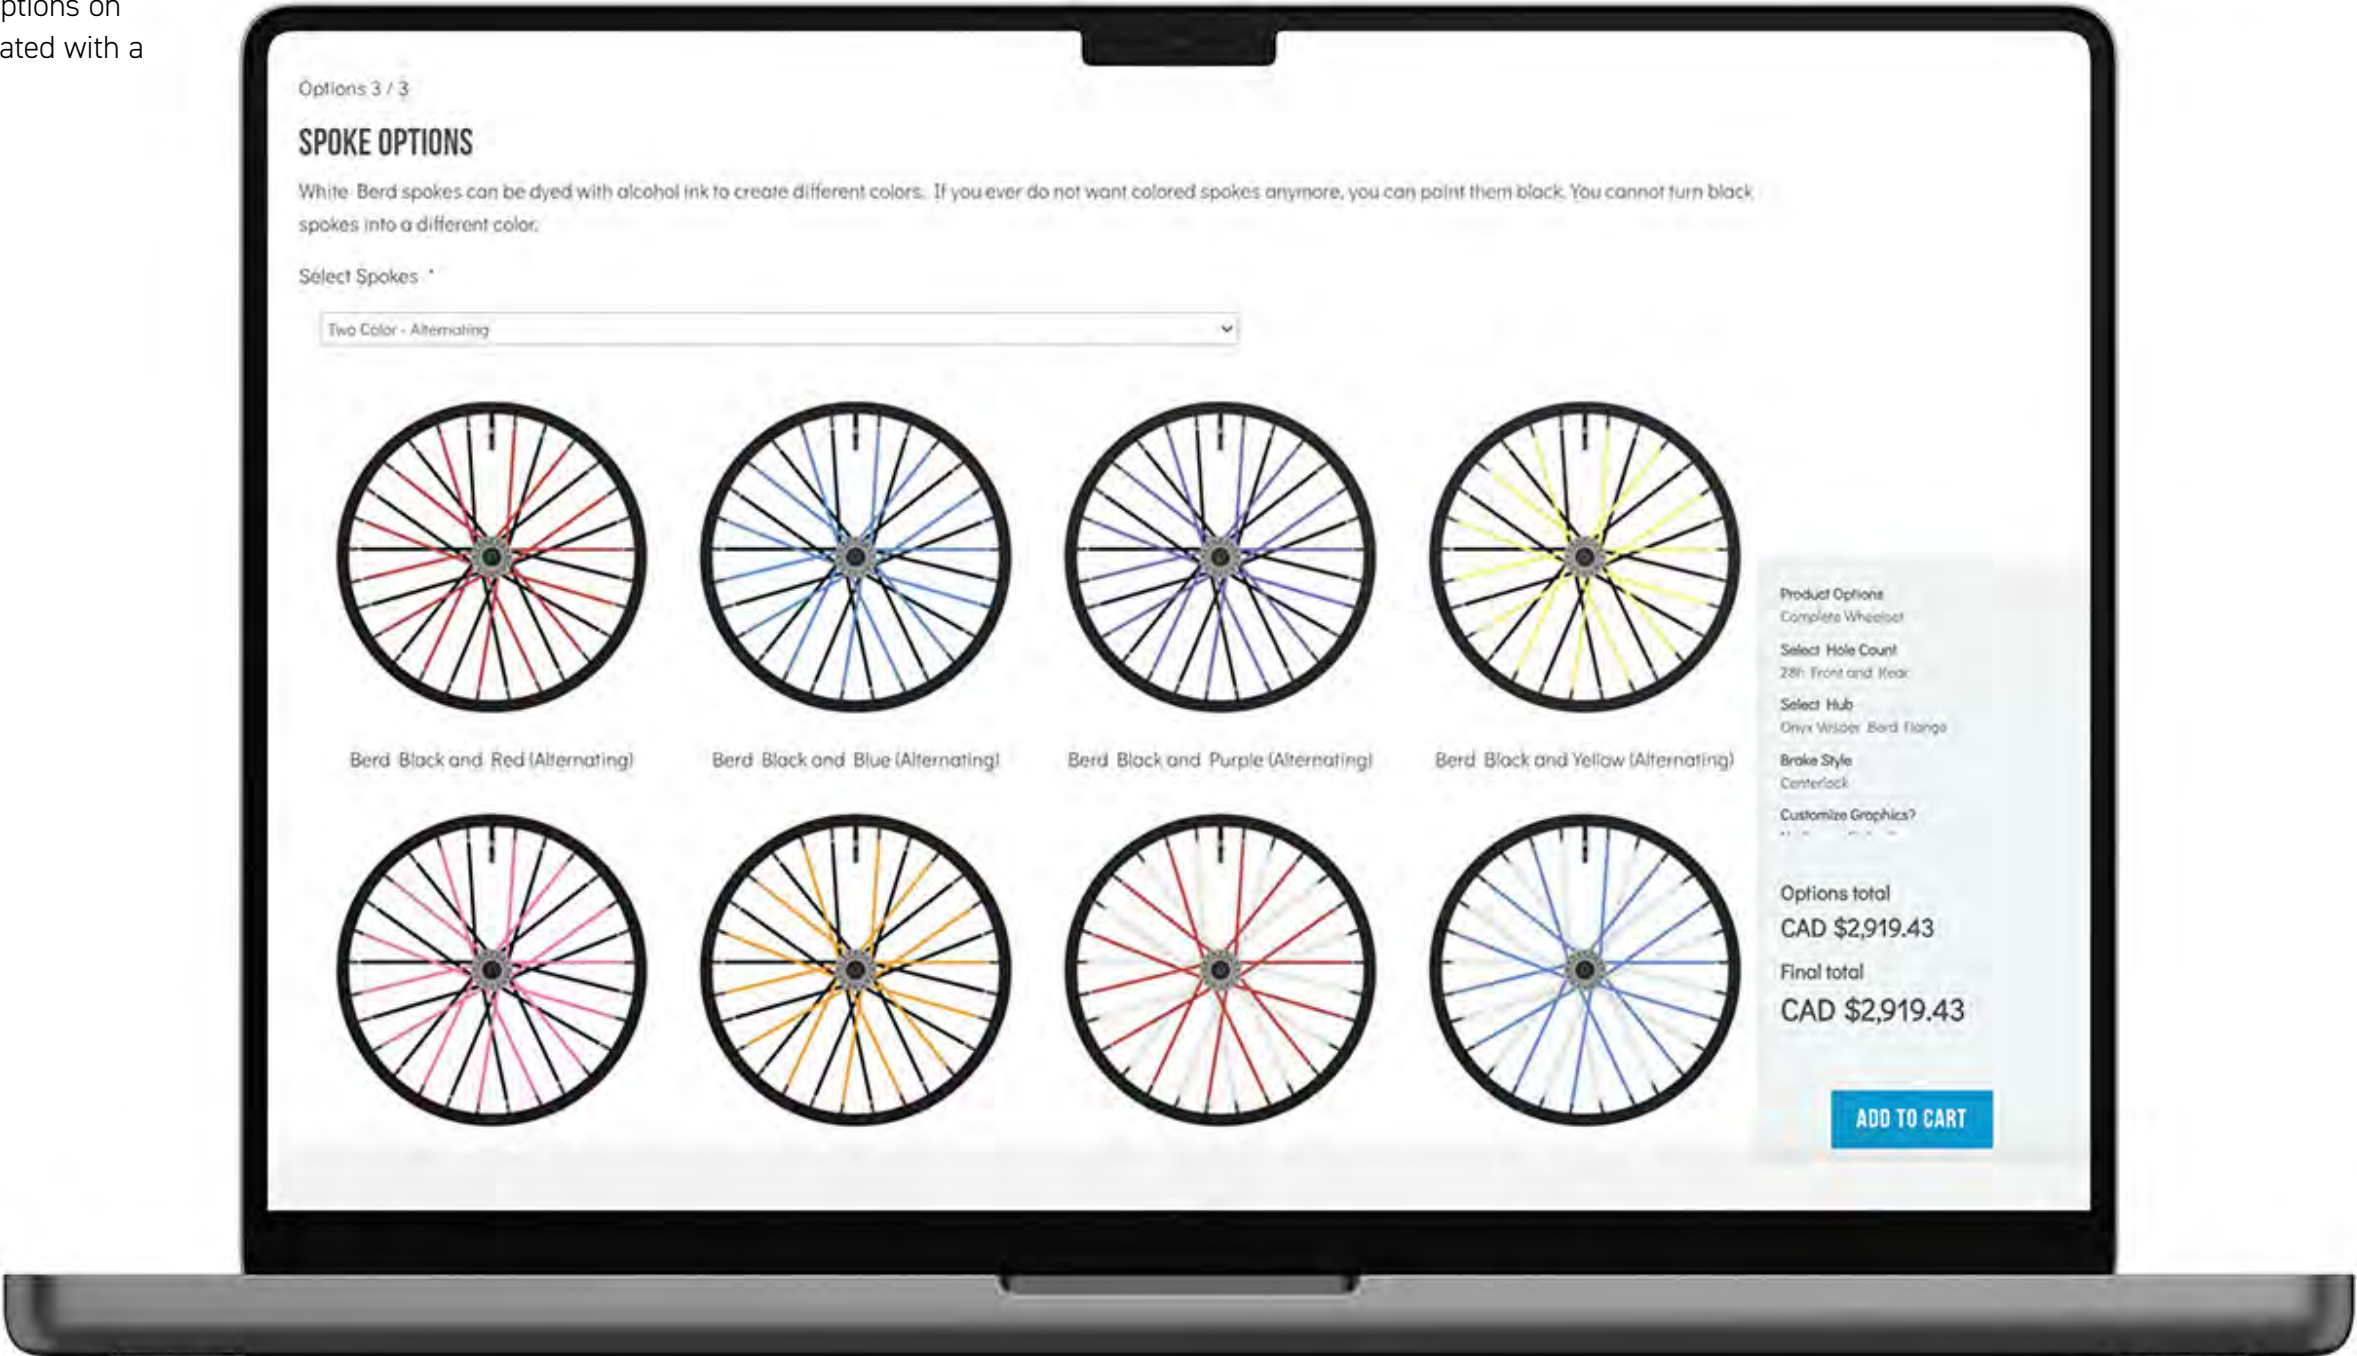 ptions on
ated with a
Options 3 / 3
SPOKE OPTIONS
White Berd spokes can be dyed with alcohol ink to create different colors. If you ever do not want colored spokes anymore, you can paint them black. You cannot turn black
spokes into a different color.
Select Spokes *
Two Color - Alternating
Berd Black and Red (Alternating)
Berd Black and Blue (Alternating)
Berd Black and Purple (Alternating)
Berd Black and Yellow (Alternating)
Product Options
Complete Wheelset
Select Hole Count
28h Front and Rear
Select Hub
Onyx Vesper Berd Flange
Brake Style
Centerlock
Customize Graphics?
Options total
CAD $2,919.43
Final total
CAD $2,919.43
ADD TO CART